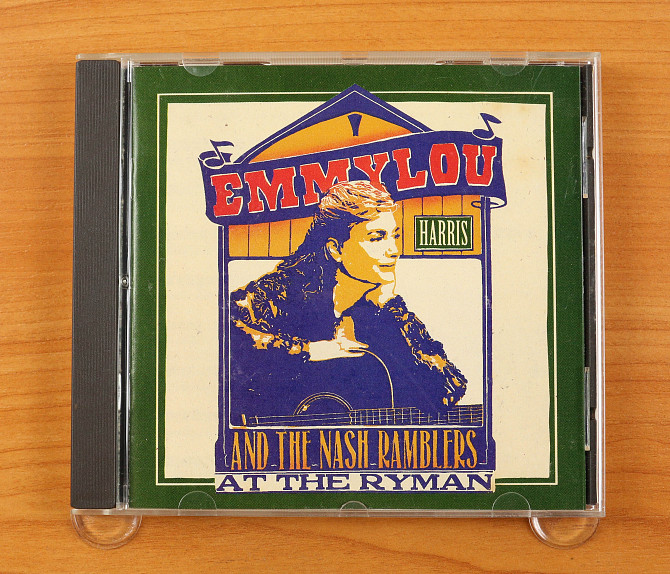 EMMYLOU
HARRIS
AND THE NASH RAMBLERS
AT THE RYMAN